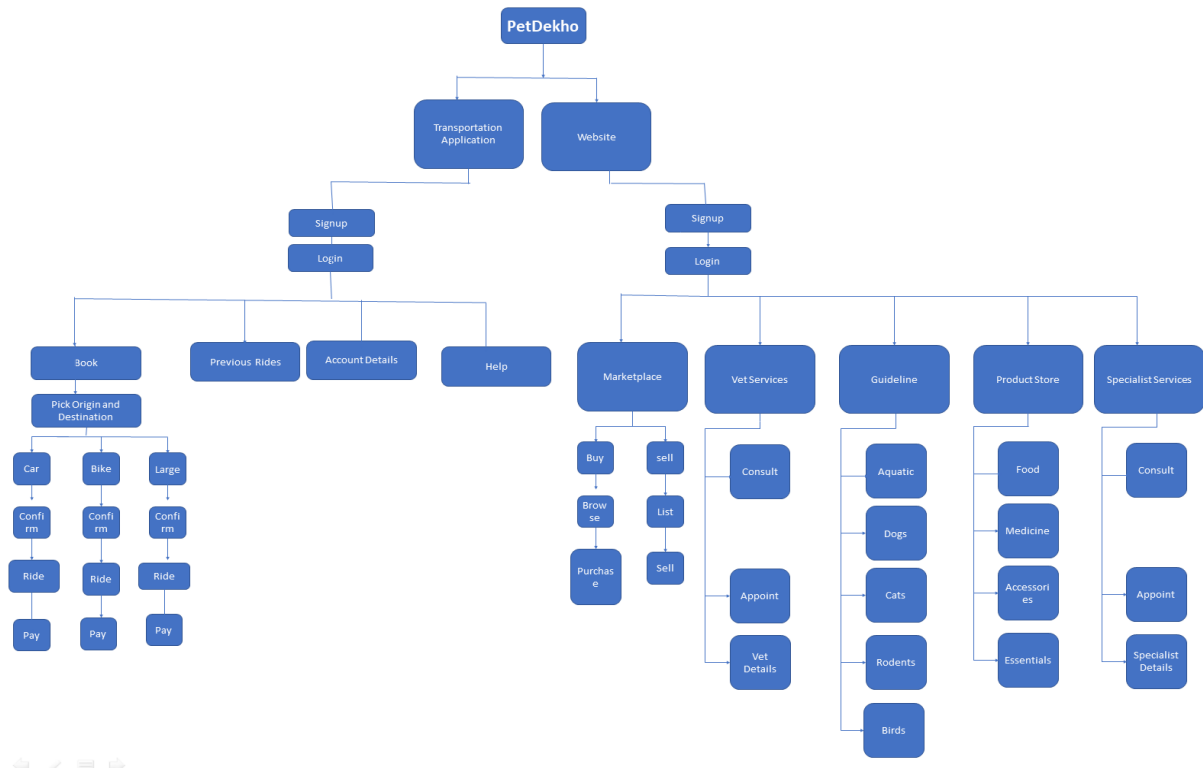 PetDekho
Transportation
Application
Website
Signup
Login
Signup
Login
Book
Previous Rides
Account Details
Help
Marketplace
Vet Services
Guideline
Product Store
Specialist Services
Pick Origin and
Destination
Car
Bike
Large
Confi
rm
Confi
rm
Confi
rm
Ride
Ride
Ride
Pay
Pay
Pay
Buy
sell
Brow
se
List
Purchas
e
Sell
Consult
Appoint
Vet
Details
Aquatic
Dogs
Cats
Rodents
Birds
Food
Medicine
Accessori
es
Essentials
Consult
Appoint
Specialist
Details